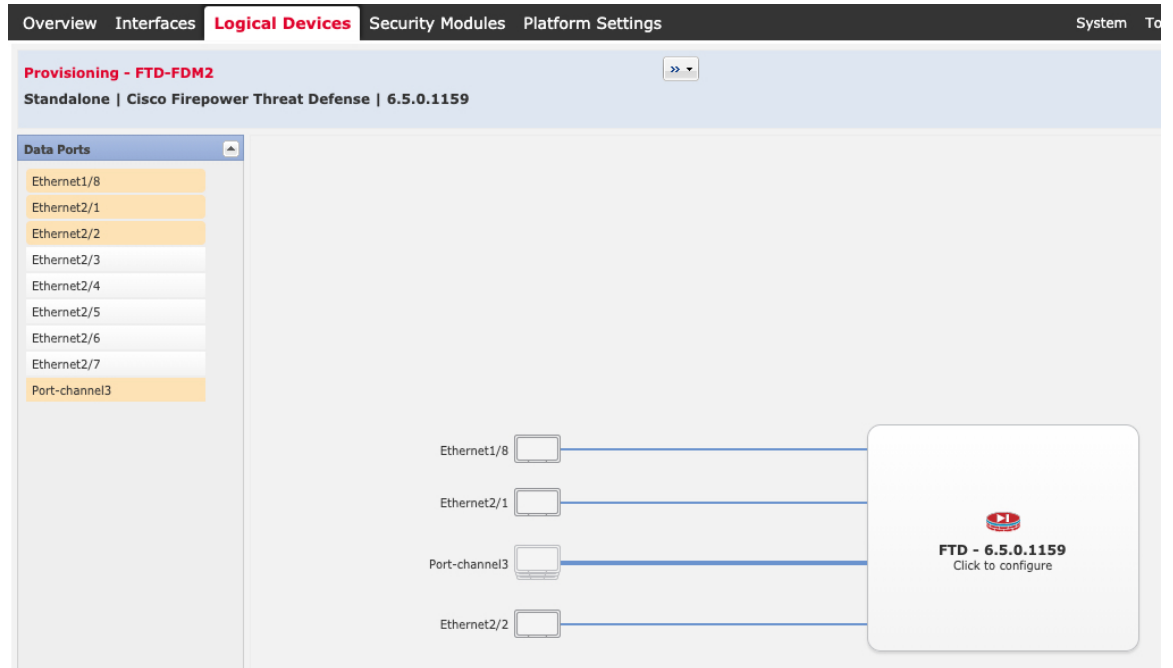 Overview Interfaces Logical Devices Security Modules Platform Settings System To
Provisioning - FTD-FDM2
Standalone | Cisco Firepower Threat Defense | 6.5.0.1159
Data Ports
Ethernet1/8
Ethernet2/1
Ethernet2/2
Ethernet2/3
Ethernet2/4
Ethernet2/5
Ethernet2/6
Ethernet2/7
Port-channel3
Ethernet1/8
Ethernet2/1
Port-channel3
Ethernet2/2
FTD - 6.5.0.1159
Click to configure